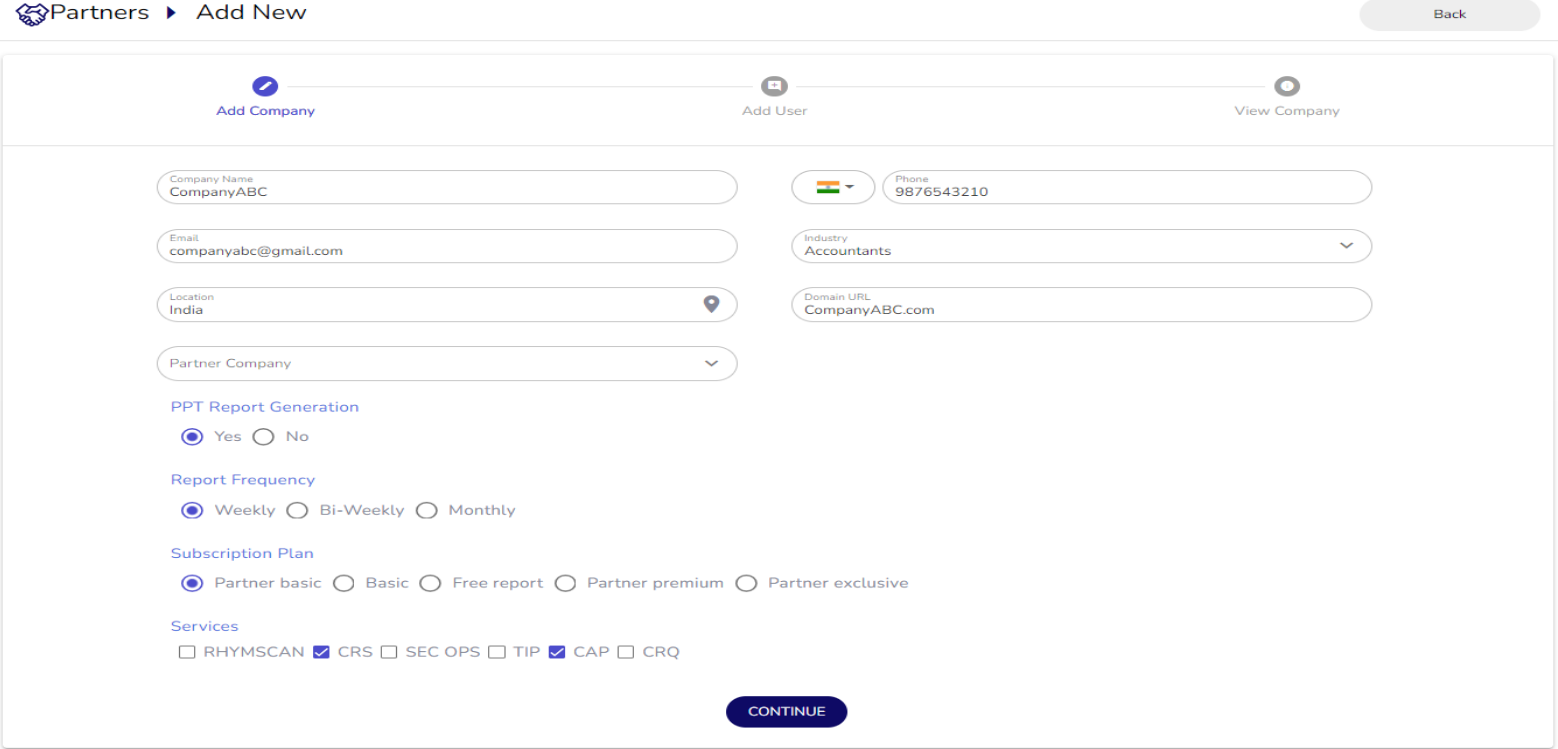 Partners Add New
Back
Add Company
Add User
View Company
Company Name
CompanyABC
Phone
9876543210
Email
companyabc@gmail.com
Industry
Accountants
Location
India
Domain URL
CompanyABC.com
Partner Company
PPT Report Generation
Yes No
Report Frequency
Weekly Bi-Weekly Monthly
Subscription Plan
Partner basic Basic Free report Partner premium Partner exclusive
Services
RHYMSCAN CRS SEC OPS TIP CAP CRQ
CONTINUE